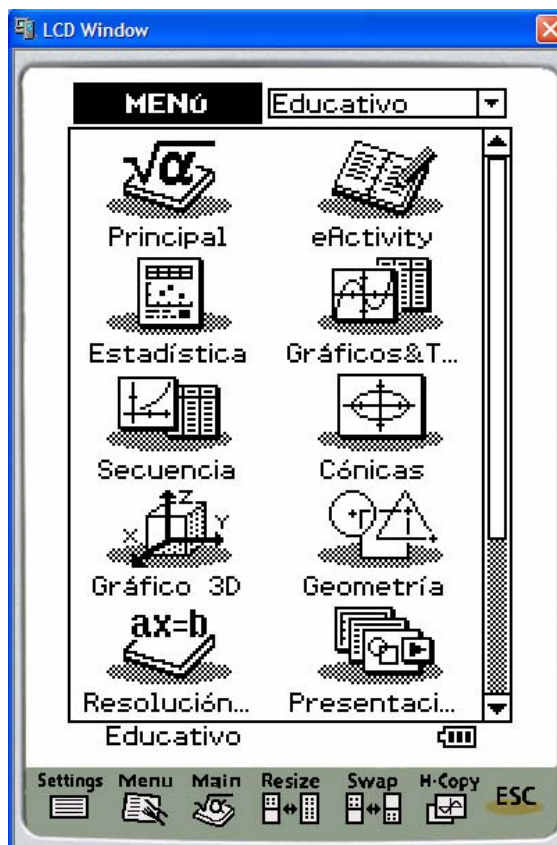 LCD Window
MENú Educativo
√α
Principal eActivity
Estadística Gráficos&T...
Secuencia Cónicas
Z
X Y
Gráfico 3D Geometría
ax=b
Resolución... Presentaci...
Educativo
Settings Menu Main Resize Swap H·Copy ESC
√α